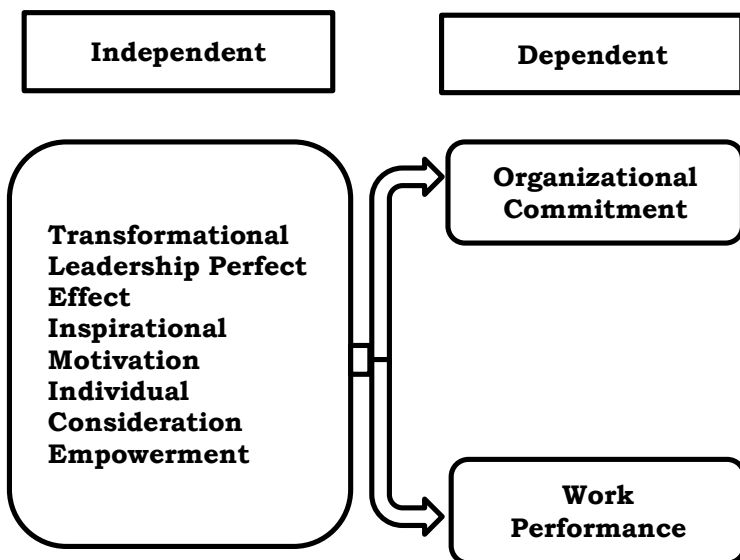 Independent
Dependent
Transformational
Leadership Perfect
Effect
Inspirational
Motivation
Individual
Consideration
Empowerment
Organizational
Commitment
Work
Performance